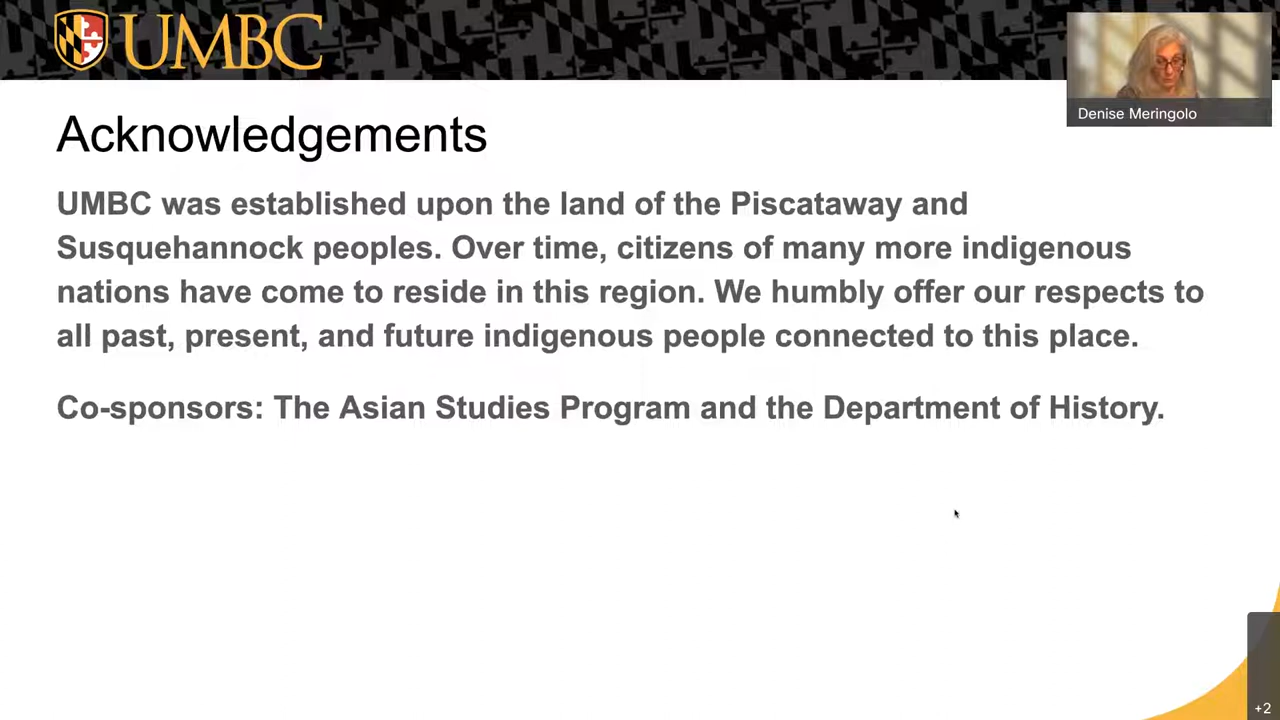 UMBC
Denise Meringolo
Acknowledgements
UMBC was established upon the land of the Piscataway and
Susquehannock peoples. Over time, citizens of many more indigenous
nations have come to reside in this region. We humbly offer our respects to
all past, present, and future indigenous people connected to this place.
Co-sponsors: The Asian Studies Program and the Department of History.
+2